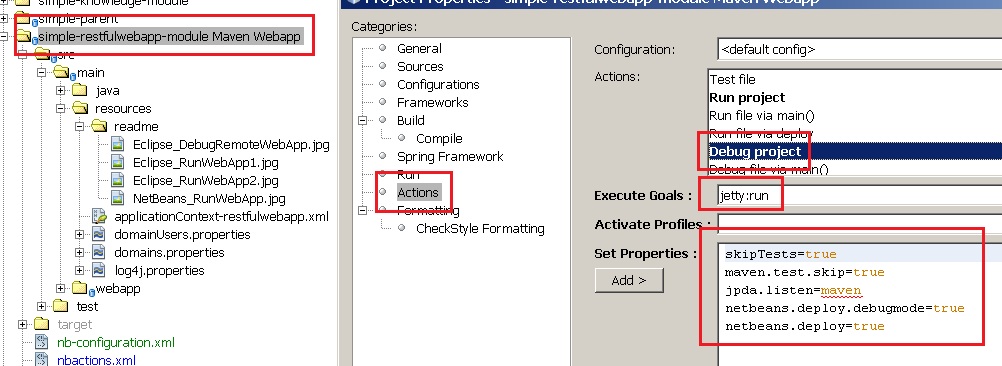 simple-knowledge-module
simple-parent
simple-restfulwebapp-module Maven Webapp
src
main
java
resources
readme
Eclipse_DebugRemoteWebApp.jpg
Eclipse_RunWebApp1.jpg
Eclipse_RunWebApp2.jpg
NetBeans_RunWebApp.jpg
applicationContext-restfulwebapp.xml
domainUsers.properties
domains.properties
log4j.properties
webapp
test
target
nb-configuration.xml
nbactions.xml
Project Properties - simple-restfulwebapp-module Maven Webapp
Categories:
General
Sources
Configurations
Frameworks
Build
Compile
Spring Framework
Run
Actions
Formatting
CheckStyle Formatting
Configuration:
<default config>
Actions:
Test file
Run project
Run file via main()
Run file via deploy
Debug project
Debug file via main()
Execute Goals :
jetty:run
Activate Profiles :
Set Properties :
Add >
skipTests=true
maven.test.skip=true
jpda.listen=maven
netbeans.deploy.debugmode=true
netbeans.deploy=true